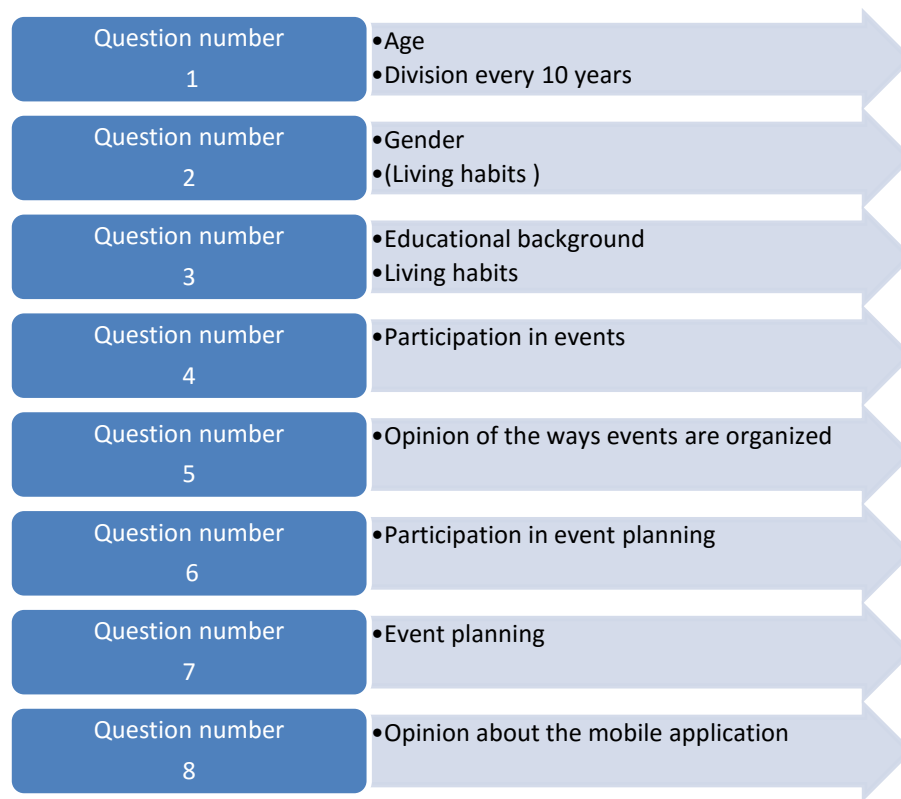 Question number
1
•Age
•Division every 10 years
Question number
2
•Gender
•(Living habits )
Question number
3
•Educational background
•Living habits
Question number
4
•Participation in events
Question number
5
•Opinion of the ways events are organized
Question number
6
•Participation in event planning
Question number
7
•Event planning
Question number
8
•Opinion about the mobile application